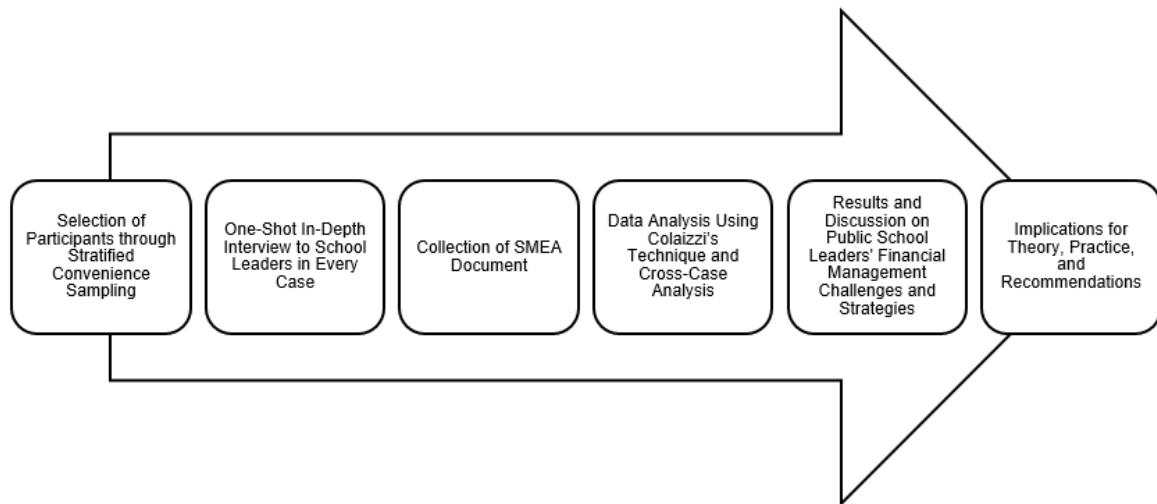 Selection of
Participants through
Stratified
Convenience
Sampling
One-Shot In-Depth
Interview to School
Leaders in Every
Case
Collection of SMEA
Document
Data Analysis Using
Colaizzi's
Technique and
Cross-Case
Analysis
Results and
Discussion on
Public School
Leaders' Financial
Management
Challenges and
Strategies
Implications for
Theory, Practice,
and
Recommendations